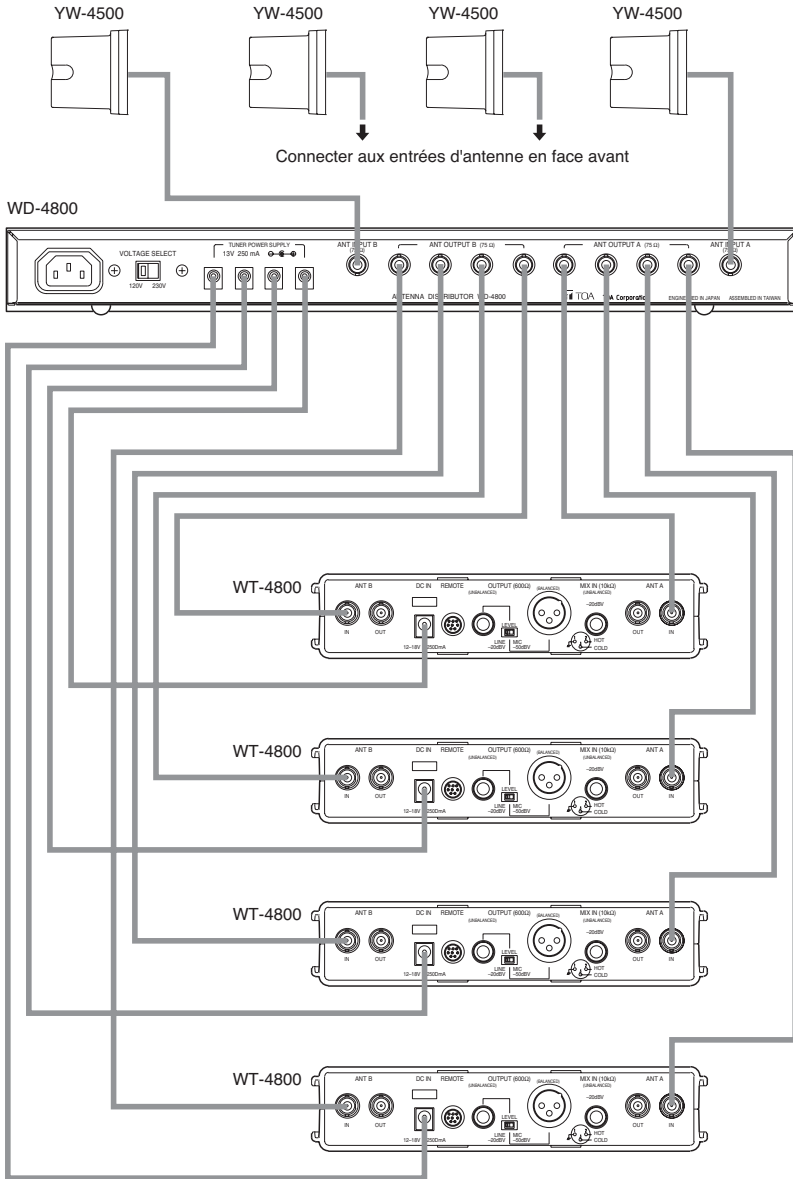 YW-4500
YW-4500
YW-4500
YW-4500
Connecter aux entrées d'antenne en face avant
WD-4800
VOLTAGE SELECT
120V 230V
TUNER POWER SUPPLY
13V 250 mA
ANT INPUT B
(75 Ω)
ANT OUTPUT B (75 Ω)
ANT OUTPUT A (75 Ω)
ANT INPUT A
(75 Ω)
ANTENNA DISTRIBUTOR WD-4800
TOA TOA Corporation
ENGINEERED IN JAPAN ASSEMBLED IN TAIWAN
WT-4800
ANT B
IN OUT
DC IN
12–18V 250DmA
REMOTE
OUTPUT (600Ω)
(UNBALANCED)
(BALANCED)
LEVEL
LINE MIC
–20dBV –50dBV
MIX IN (10kΩ)
(UNBALANCED)
–20dBV
HOT
COLD
ANT A
OUT IN
WT-4800
ANT B
IN OUT
DC IN
12–18V 250DmA
REMOTE
OUTPUT (600Ω)
(UNBALANCED)
(BALANCED)
LEVEL
LINE MIC
–20dBV –50dBV
MIX IN (10kΩ)
(UNBALANCED)
–20dBV
HOT
COLD
ANT A
OUT IN
WT-4800
ANT B
IN OUT
DC IN
12–18V 250DmA
REMOTE
OUTPUT (600Ω)
(UNBALANCED)
(BALANCED)
LEVEL
LINE MIC
–20dBV –50dBV
MIX IN (10kΩ)
(UNBALANCED)
–20dBV
HOT
COLD
ANT A
OUT IN
WT-4800
ANT B
IN OUT
DC IN
12–18V 250DmA
REMOTE
OUTPUT (600Ω)
(UNBALANCED)
(BALANCED)
LEVEL
LINE MIC
–20dBV –50dBV
MIX IN (10kΩ)
(UNBALANCED)
–20dBV
HOT
COLD
ANT A
OUT IN